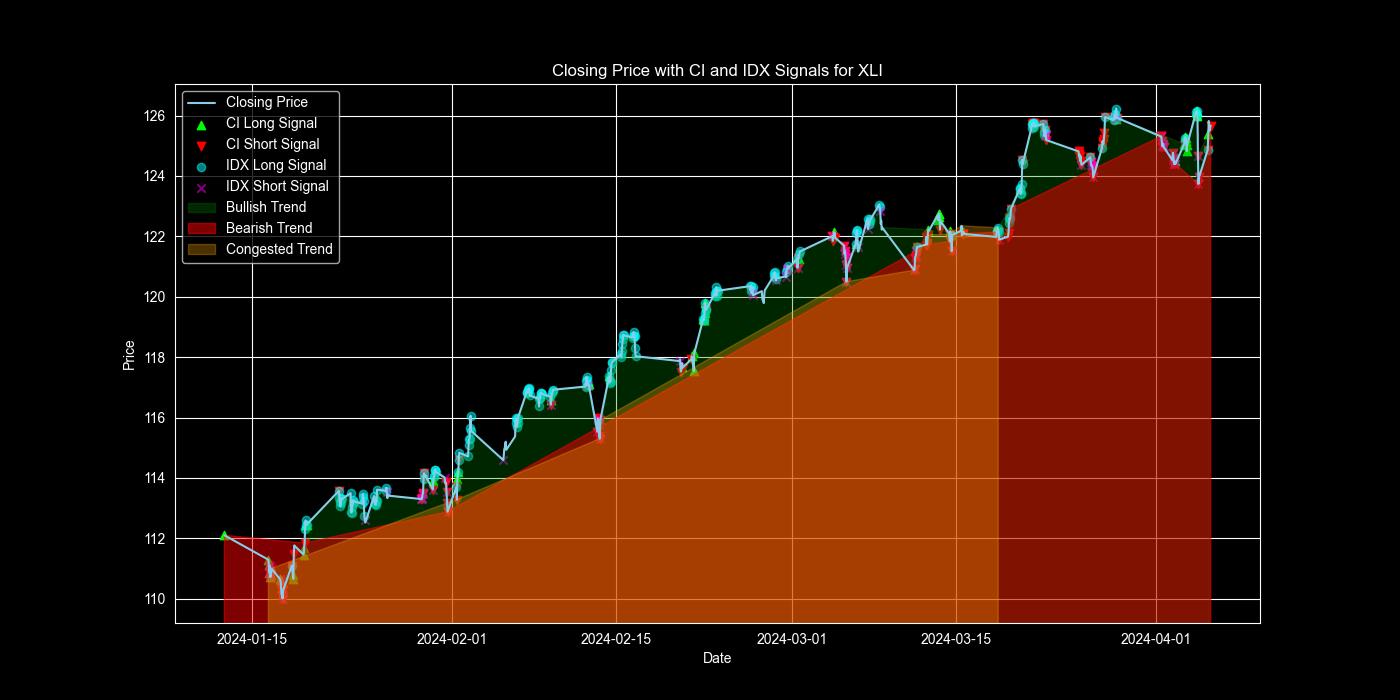 Closing Price with CI and IDX Signals for XLI
Closing Price
CI Long Signal
CI Short Signal
IDX Long Signal
IDX Short Signal
Bullish Trend
Bearish Trend
Congested Trend
Price
126
124
122
120
118
116
114
112
110
2024-01-15
2024-02-01
2024-02-15
2024-03-01
2024-03-15
2024-04-01
Date